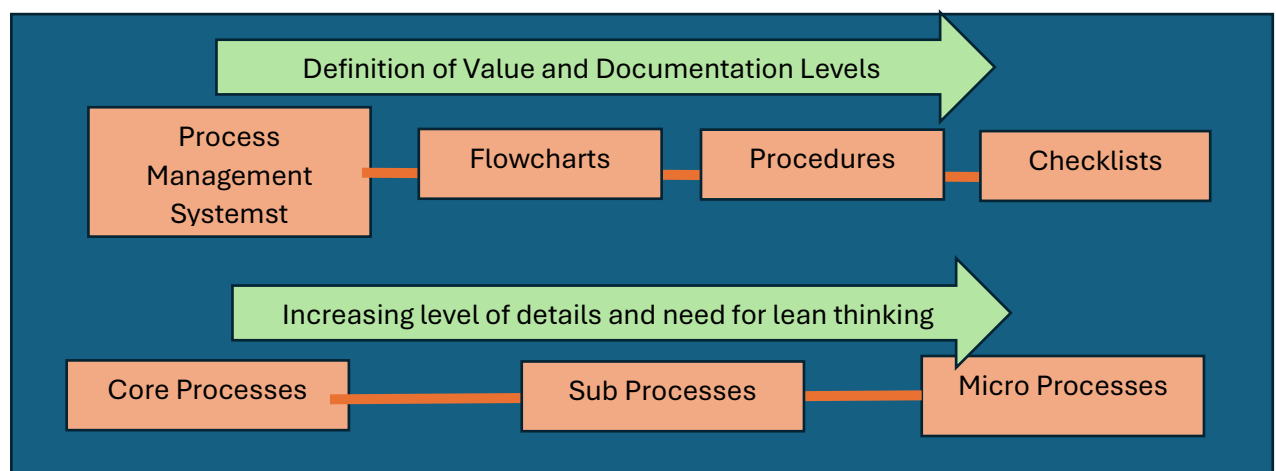 Definition of Value and Documentation Levels
Process
Management
Systemst
Flowcharts
Procedures
Checklists
Increasing level of details and need for lean thinking
Core Processes
Sub Processes
Micro Processes